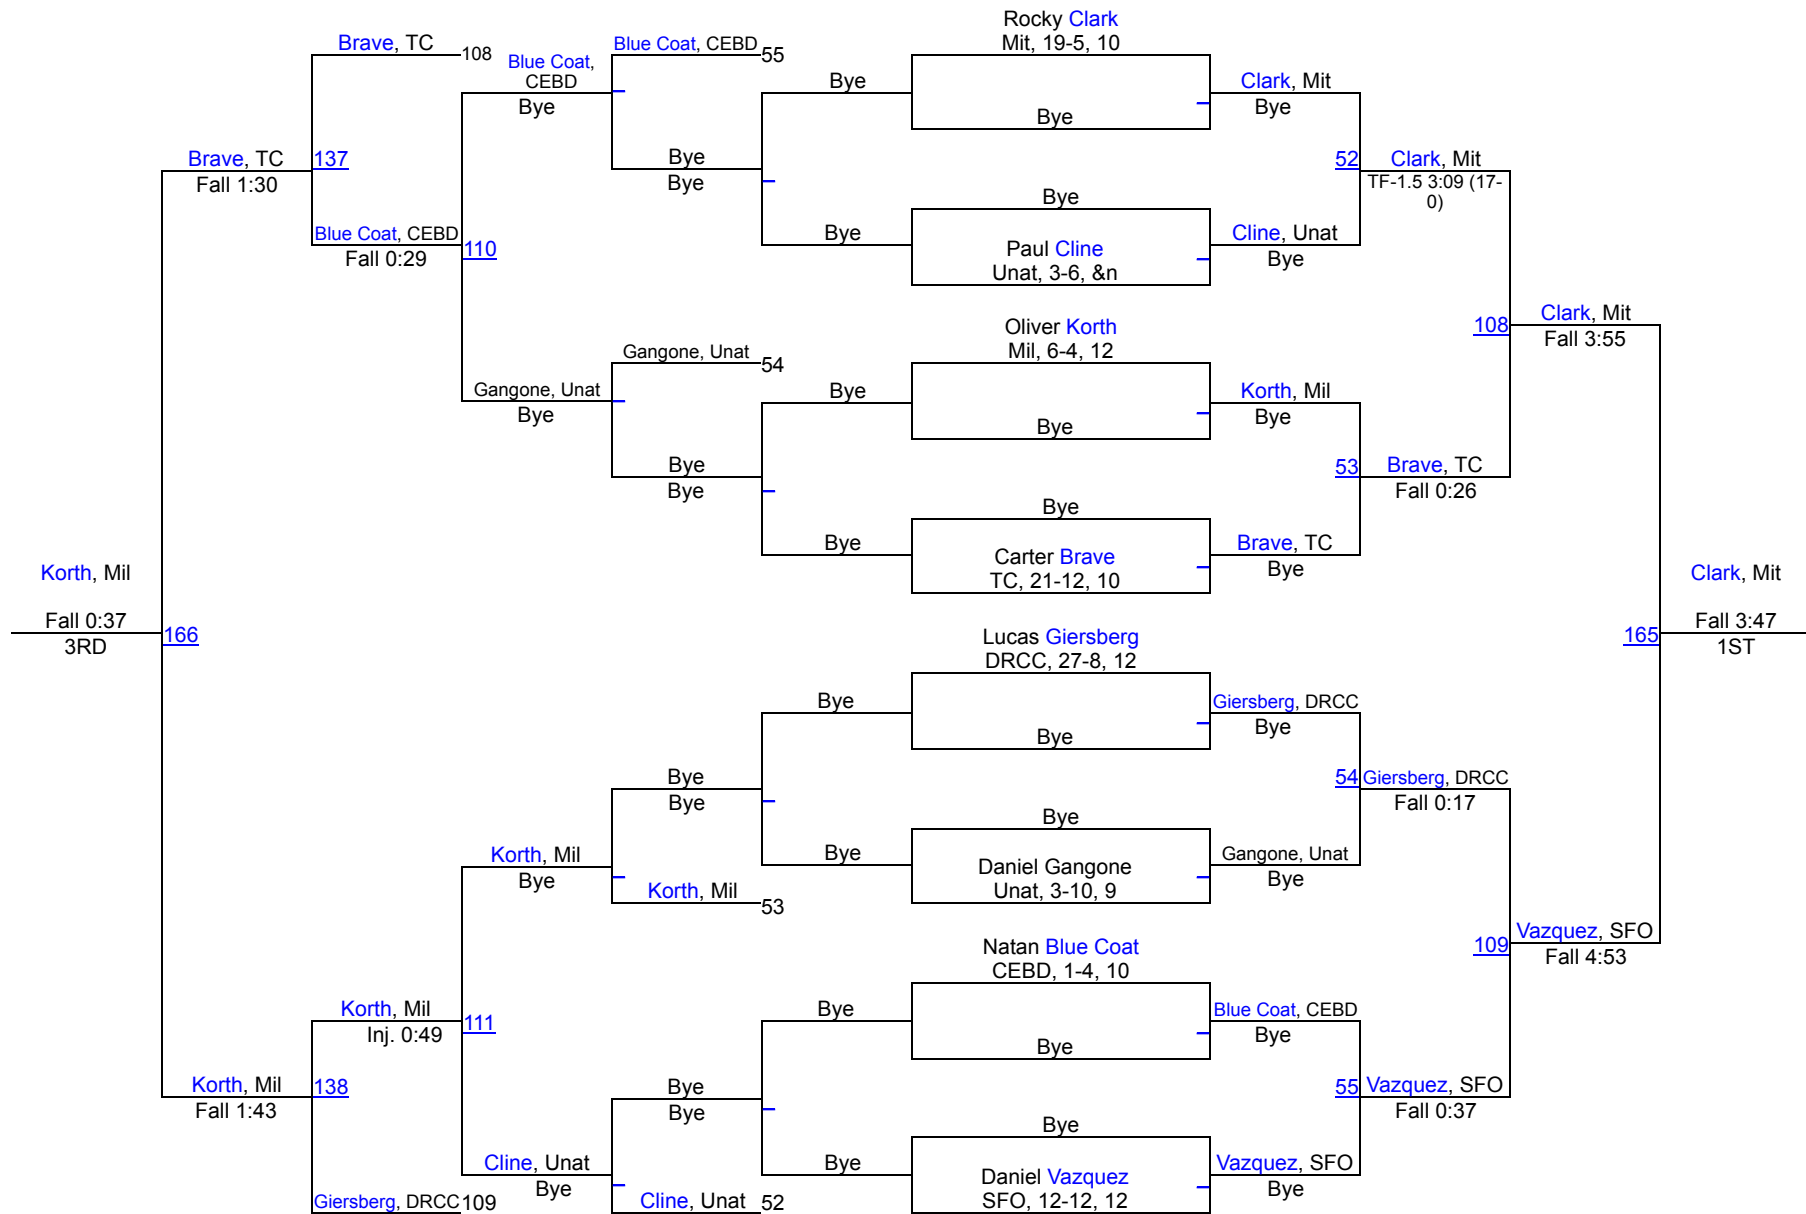 Rocky Clark
Mit, 19-5, 10
Bye
Bye
Paul Cline
Unat, 3-6, &n
Oliver Korth
Mil, 6-4, 12
Bye
Bye
Carter Brave
TC, 21-12, 10
Lucas Giersberg
DRCC, 27-8, 12
Bye
Bye
Daniel Gangone
Unat, 3-10, 9
Natan Blue Coat
CEBD, 1-4, 10
Bye
Bye
Daniel Vazquez
SFO, 12-12, 12
Clark, Mit
Bye
Cline, Unat
Bye
Korth, Mil
Bye
Brave, TC
Bye
Giersberg, DRCC
Bye
Gangone, Unat
Bye
Blue Coat, CEBD
Bye
Vazquez, SFO
Bye
52
Clark, Mit
TF-1.5 3:09 (17-
0)
53
Brave, TC
Fall 0:26
54
Giersberg, DRCC
Fall 0:17
55
Vazquez, SFO
Fall 0:37
108
Clark, Mit
Fall 3:55
109
Vazquez, SFO
Fall 4:53
165
Clark, Mit
Fall 3:47
1ST
Bye
Bye
Bye
Bye
Bye
Bye
Bye
Bye
Blue Coat, CEBD
55
Bye
Bye
Gangone, Unat
54
Bye
Bye
Bye
Bye
Korth, Mil
53
Bye
Bye
Cline, Unat
52
Blue Coat,
CEBD
Bye
Gangone, Unat
Bye
Korth, Mil
Bye
Cline, Unat
Bye
Brave, TC
108
Blue Coat, CEBD
Fall 0:29
110
Korth, Mil
Inj. 0:49
111
Giersberg, DRCC
109
Brave, TC
Fall 1:30
137
Korth, Mil
Fall 1:43
138
Korth, Mil
Fall 0:37
3RD
166